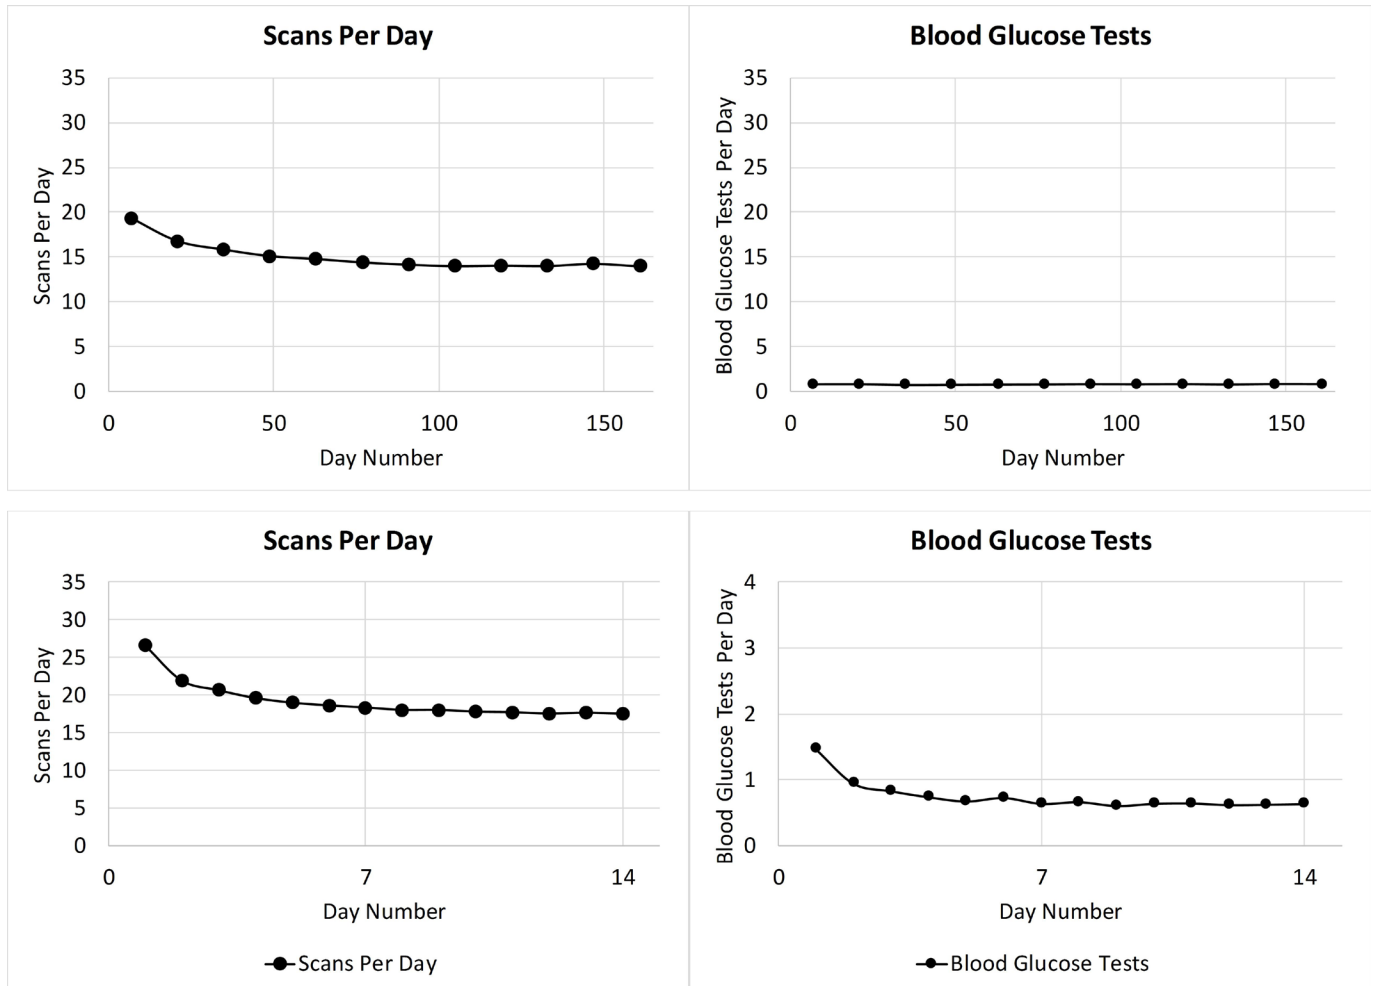 Scans Per Day
35
30
25
20
15
10
5
0
Scans Per Day
0 50 100 150
Day Number
Blood Glucose Tests
35
30
25
20
15
10
5
0
Blood Glucose Tests Per Day
0 50 100 150
Day Number
Scans Per Day
35
30
25
20
15
10
5
0
Scans Per Day
0 7 14
Day Number
Scans Per Day
Blood Glucose Tests
4
3
2
1
0
Blood Glucose Tests Per Day
0 7 14
Day Number
Blood Glucose Tests